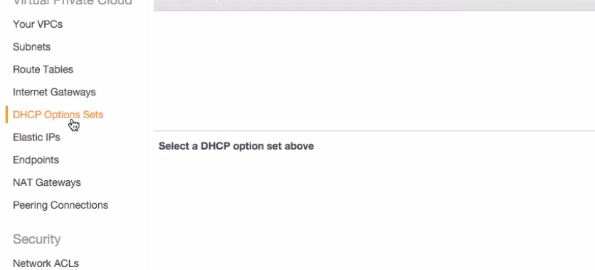 Virtual Private Cloud
Your VPCs
Subnets
Route Tables
Internet Gateways
DHCP Options Sets
Elastic IPs
Select a DHCP option set above
Endpoints
NAT Gateways
Peering Connections
Security
Network ACLs